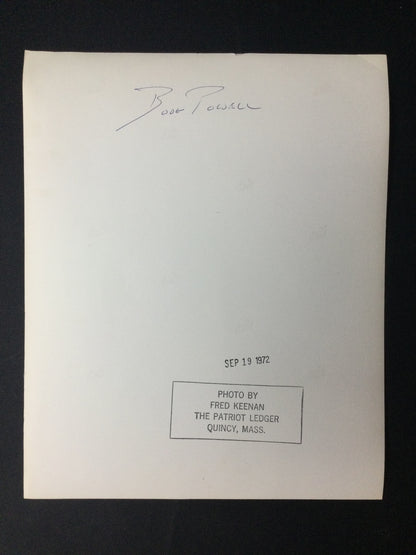 Boog Powell
SEP 19 1972
PHOTO BY
FRED KEENAN
THE PATRIOT LEDGER
QUINCY, MASS.